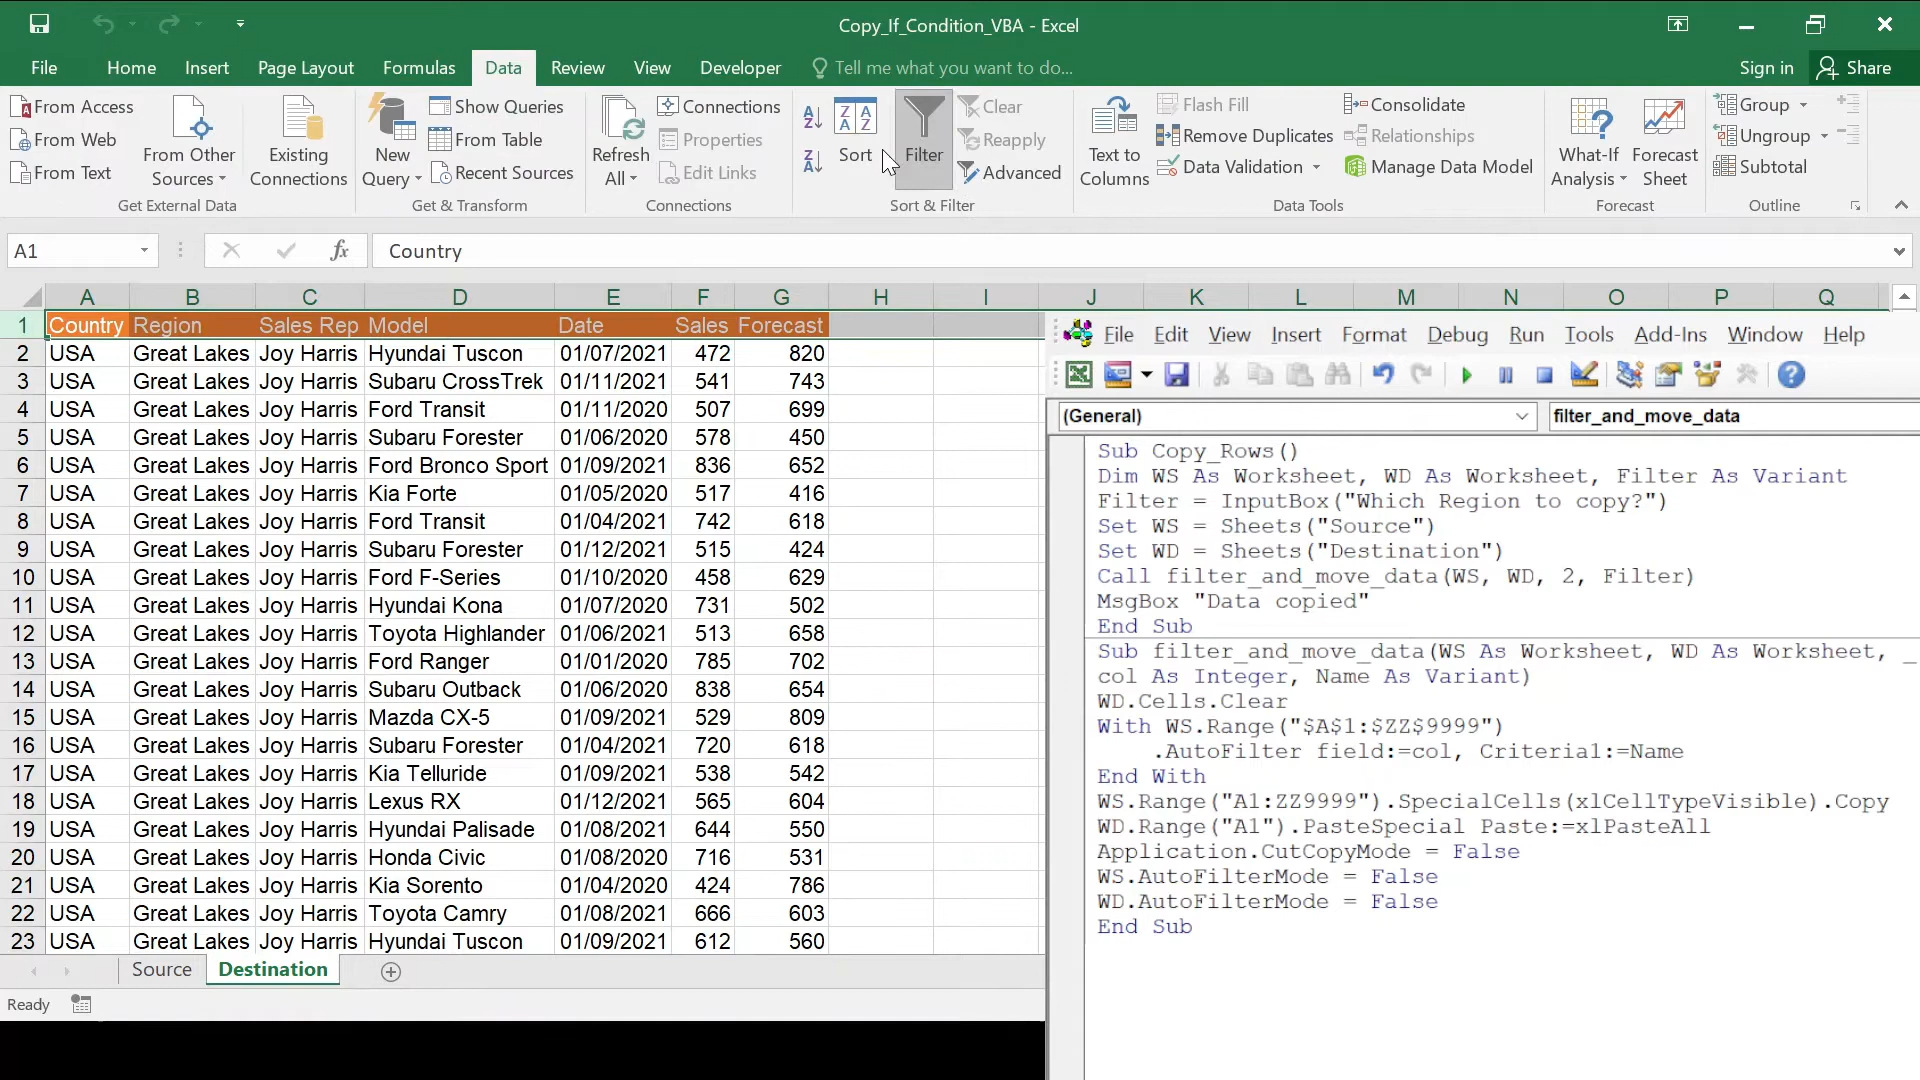 Copy_If_Condition_VBA - Excel
File Home Insert Page Layout Formulas Data Review View Developer Tell me what you want to do... Sign in Share
From Access
From Web
From Text
From Other Sources
Existing Connections
Get External Data
New Query
Show Queries
From Table
Recent Sources
Get & Transform
Refresh All
Connections
Properties
Edit Links
Connections
Sort
Filter
Clear
Reapply
Advanced
Sort & Filter
Text to Columns
Flash Fill
Remove Duplicates
Data Validation
Consolidate
Relationships
Manage Data Model
Data Tools
What-If Analysis
Forecast Sheet
Forecast
Group
Ungroup
Subtotal
Outline
A1 fx Country
A B C D E F G H I J K L M N O P Q
1 Country Region Sales Rep Model Date Sales Forecast
2 USA Great Lakes Joy Harris Hyundai Tuscon 01/07/2021 472 820
3 USA Great Lakes Joy Harris Subaru CrossTrek 01/11/2021 541 743
4 USA Great Lakes Joy Harris Ford Transit 01/11/2020 507 699
5 USA Great Lakes Joy Harris Subaru Forester 01/06/2020 578 450
6 USA Great Lakes Joy Harris Ford Bronco Sport 01/09/2021 836 652
7 USA Great Lakes Joy Harris Kia Forte 01/05/2020 517 416
8 USA Great Lakes Joy Harris Ford Transit 01/04/2021 742 618
9 USA Great Lakes Joy Harris Subaru Forester 01/12/2021 515 424
10 USA Great Lakes Joy Harris Ford F-Series 01/10/2020 458 629
11 USA Great Lakes Joy Harris Hyundai Kona 01/07/2020 731 502
12 USA Great Lakes Joy Harris Toyota Highlander 01/06/2021 513 658
13 USA Great Lakes Joy Harris Ford Ranger 01/01/2020 785 702
14 USA Great Lakes Joy Harris Subaru Outback 01/06/2020 838 654
15 USA Great Lakes Joy Harris Mazda CX-5 01/09/2021 529 809
16 USA Great Lakes Joy Harris Subaru Forester 01/04/2021 720 618
17 USA Great Lakes Joy Harris Kia Telluride 01/09/2021 538 542
18 USA Great Lakes Joy Harris Lexus RX 01/12/2021 565 604
19 USA Great Lakes Joy Harris Hyundai Palisade 01/08/2021 644 550
20 USA Great Lakes Joy Harris Honda Civic 01/08/2020 716 531
21 USA Great Lakes Joy Harris Kia Sorento 01/04/2020 424 786
22 USA Great Lakes Joy Harris Toyota Camry 01/08/2021 666 603
23 USA Great Lakes Joy Harris Hyundai Tuscon 01/09/2021 612 560
Source Destination
Ready
File Edit View Insert Format Debug Run Tools Add-Ins Window Help
(General) filter_and_move_data
Sub Copy_Rows()
Dim WS As Worksheet, WD As Worksheet, Filter As Variant
Filter = InputBox("Which Region to copy?")
Set WS = Sheets("Source")
Set WD = Sheets("Destination")
Call filter_and_move_data(WS, WD, 2, Filter)
MsgBox "Data copied"
End Sub
Sub filter_and_move_data(WS As Worksheet, WD As Worksheet, _
col As Integer, Name As Variant)
WD.Cells.Clear
With WS.Range("$A$1:$ZZ$9999")
.AutoFilter field:=col, Criteria1:=Name
End With
WS.Range("A1:ZZ9999").SpecialCells(xlCellTypeVisible).Copy
WD.Range("A1").PasteSpecial Paste:=xlPasteAll
Application.CutCopyMode = False
WS.AutoFilterMode = False
WD.AutoFilterMode = False
End Sub